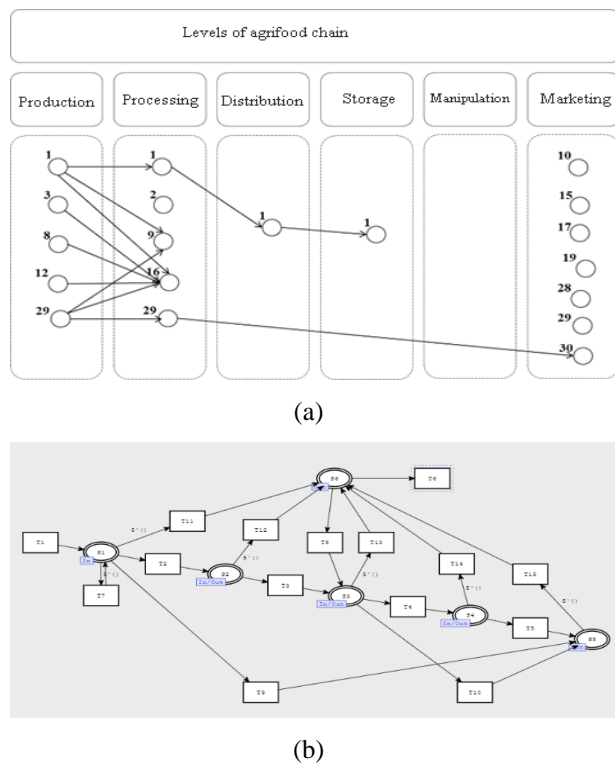 Levels of agrifood chain
Production Processing Distribution Storage Manipulation Marketing
1 1 10
3 2 15
1 1 17
8 9
19
12 16
28
29 29 29
30
(a)
S6
T6
T11
T12
T1 S1 T13
In T2 T14
T7 S2 T15
In/Out T3 S3
In/Out T4 S4
In/Out T5 S5
T9 T10
(b)